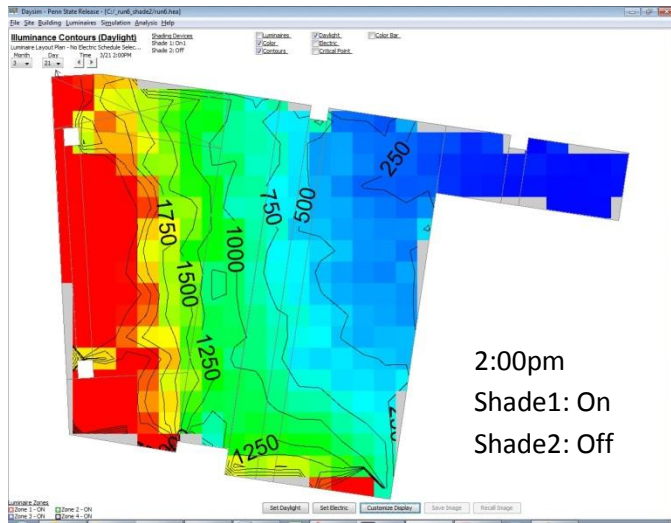 Daysim - Penn State Release - [C:/_run6_shade2/run6.hea]
File Site Building Luminaires Simulation Analysis Help
Illuminance Contours (Daylight)
Luminaire Layout Plan - No Electric Schedule Selec...
Month Day Time 3/21 2:00PM
3 21
Shading Devices
Shade 1: On1
Shade 2: Off
Luminaires Daylight Color Bar
Color Electric
Contours Critical Point
250
750
500
1750
1000
1500
1250
1250
2:00pm
Shade1: On
Shade2: Off
Luminaire Zones
Zone 1 - ON Zone 2 - ON
Zone 3 - ON Zone 4 - ON
Set Daylight Set Electric Customize Display Save Image Recall Image